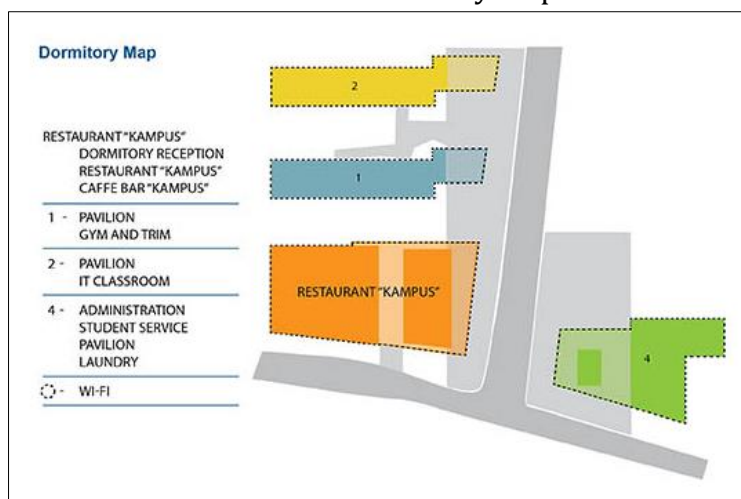 Dormitory Map
RESTAURANT "KAMPUS"
DORMITORY RECEPTION
RESTAURANT "KAMPUS"
CAFFE BAR "KAMPUS"
1 - PAVILION
GYM AND TRIM
2 - PAVILION
IT CLASSROOM
4 - ADMINISTRATION
STUDENT SERVICE
PAVILION
LAUNDRY
- WI-FI
2
1
RESTAURANT "KAMPUS"
4